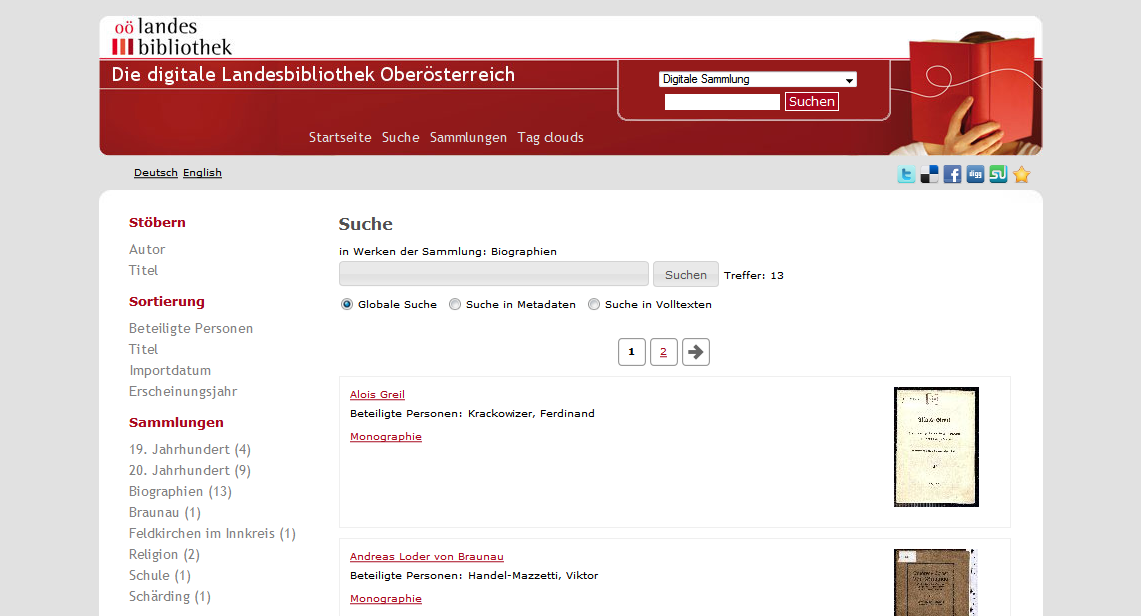 oö landes
bibliothek
Die digitale Landesbibliothek Oberösterreich
Digitale Sammlung
Suchen
Startseite Suche Sammlungen Tag clouds
Deutsch English
Stöbern
Autor
Titel
Sortierung
Beteiligte Personen
Titel
Importdatum
Erscheinungsjahr
Sammlungen
19. Jahrhundert (4)
20. Jahrhundert (9)
Biographien (13)
Braunau (1)
Feldkirchen im Innkreis (1)
Religion (2)
Schule (1)
Schärding (1)
Suche
in Werken der Sammlung: Biographien
Suchen Treffer: 13
Globale Suche Suche in Metadaten Suche in Volltexten
1 2
Alois Greil
Beteiligte Personen: Krackowizer, Ferdinand
Monographie
Andreas Loder von Braunau
Beteiligte Personen: Handel-Mazzetti, Viktor
Monographie